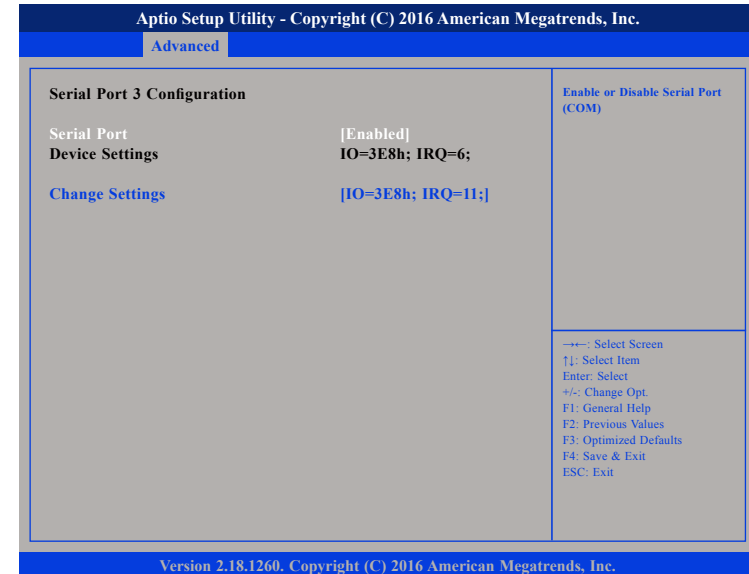 Aptio Setup Utility - Copyright (C) 2016 American Megatrends, Inc.
Advanced
Serial Port 3 Configuration
Serial Port [Enabled]
Device Settings IO=3E8h; IRQ=6;
Change Settings [IO=3E8h; IRQ=11;]
Enable or Disable Serial Port
(COM)
→←: Select Screen
↑↓: Select Item
Enter: Select
+/-: Change Opt.
F1: General Help
F2: Previous Values
F3: Optimized Defaults
F4: Save & Exit
ESC: Exit
Version 2.18.1260. Copyright (C) 2016 American Megatrends, Inc.